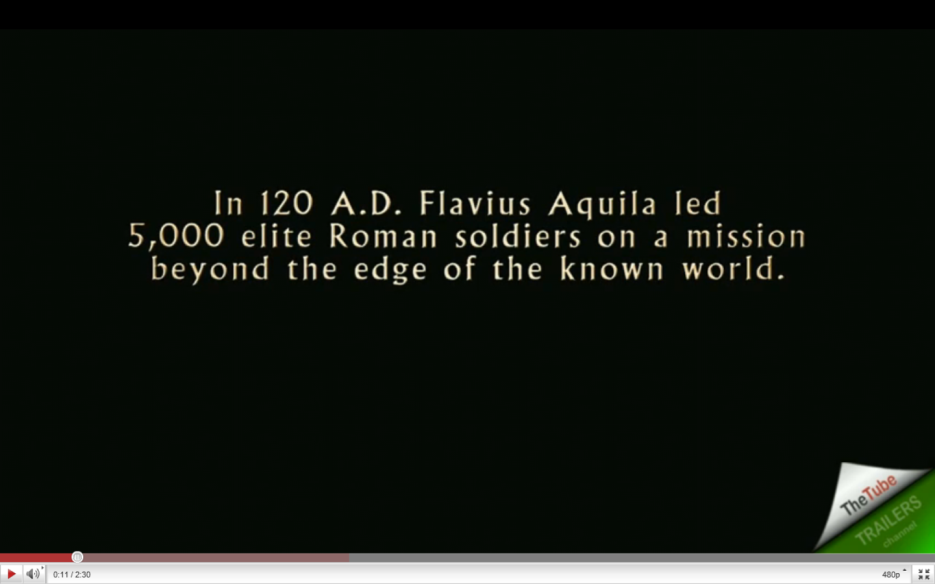 In 120 A.D. Flavius Aquila led
5,000 elite Roman soldiers on a mission
beyond the edge of the known world.
TheTube
TRAILERS
channel
0:11 / 2:30
480p